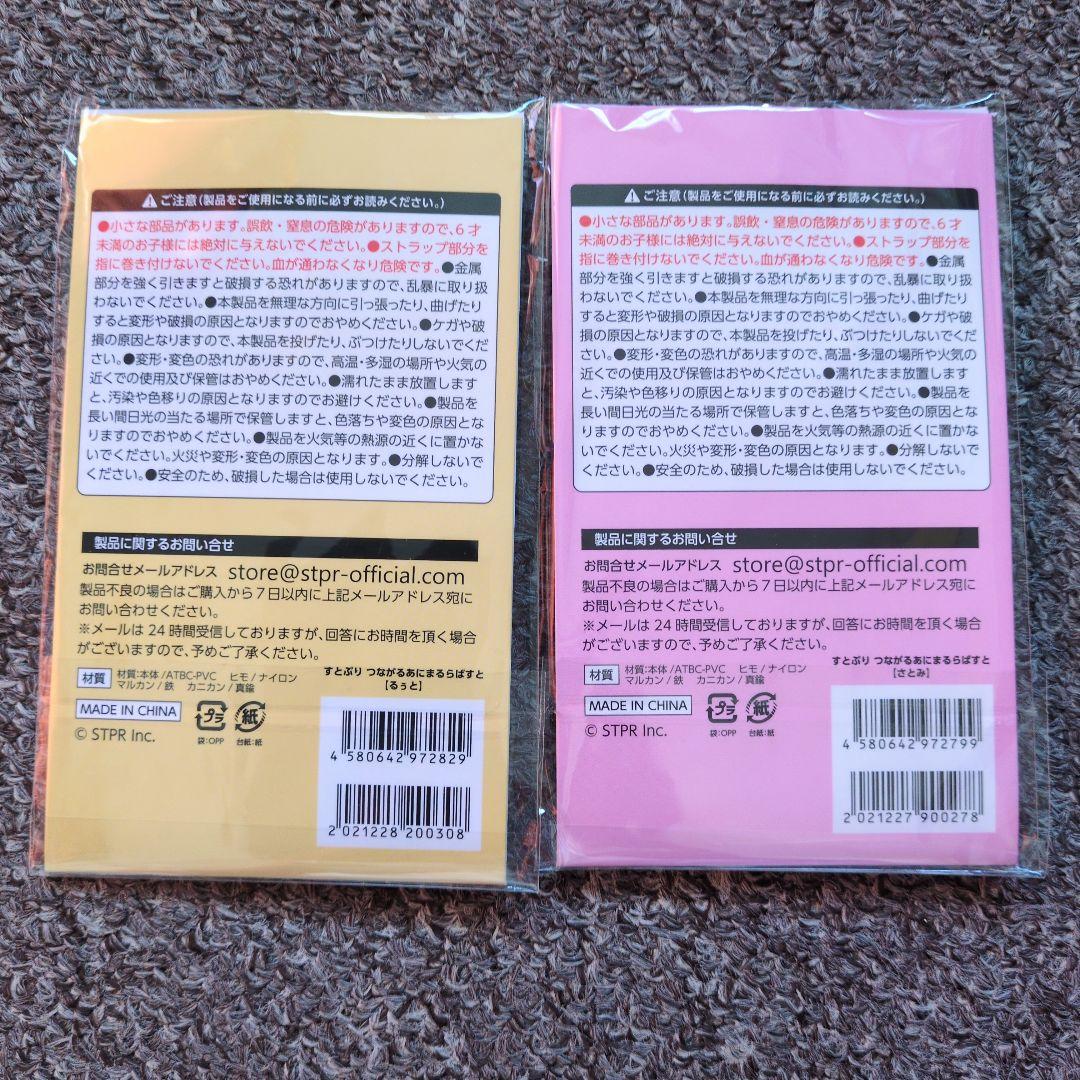 ⚠ご注意(製品をご使用になる前に必ずお読みください。)
●小さな部品があります。誤飲・窒息の危険がありますので、6才
未満のお子様には絶対に与えないでください。●ストラップ部分を
指に巻き付けないでください。血が通わなくなり危険です。●金属
部分を強く引きますと破損する恐れがありますので、乱暴に取り扱
わないでください。●本製品を無理な方向に引っ張ったり、曲げたり
すると変形や破損の原因となりますのでおやめください。●ケガや破
損の原因となりますので、本製品を投げたり、ぶつけたりしないでくだ
さい。●変形・変色の恐れがありますので、高温・多湿の場所や火気の
近くでの使用及び保管はおやめください。●濡れたまま放置します
と、汚染や色移りの原因となりますのでお避けください。●製品を
長い間日光の当たる場所で保管しますと、色落ちや変色の原因とな
りますのでおやめください。●製品を火気等の熱源の近くに置かな
いでください。火災や変形・変色の原因となります。●分解しないで
ください。●安全のため、破損した場合は使用しないでください。
製品に関するお問い合せ
お問合せメールアドレス store@stpr-official.com
製品不良の場合はご購入から7日以内に上記メールアドレス宛に
お問い合わせください。
※メールは24時間受信しておりますが、回答にお時間を頂く場合
がございますので、予めご了承ください。
材質 材質:本体/ATBC-PVC ヒモ/ナイロン
マルカン/鉄 カニカン/真鍮
すとぷり つながるあにまるらばすと
[るぅと]
MADE IN CHINA
プラ
紙
袋:OPP 台紙:紙
© STPR Inc.
4 580642 972829
2 021228 200308
⚠ご注意(製品をご使用になる前に必ずお読みください。)
●小さな部品があります。誤飲・窒息の危険がありますので、6才
未満のお子様には絶対に与えないでください。●ストラップ部分を
指に巻き付けないでください。血が通わなくなり危険です。●金属
部分を強く引きますと破損する恐れがありますので、乱暴に取り扱
わないでください。●本製品を無理な方向に引っ張ったり、曲げたり
すると変形や破損の原因となりますのでおやめください。●ケガや破
損の原因となりますので、本製品を投げたり、ぶつけたりしないでくだ
さい。●変形・変色の恐れがありますので、高温・多湿の場所や火気の
近くでの使用及び保管はおやめください。●濡れたまま放置します
と、汚染や色移りの原因となりますのでお避けください。●製品を
長い間日光の当たる場所で保管しますと、色落ちや変色の原因とな
りますのでおやめください。●製品を火気等の熱源の近くに置かな
いでください。火災や変形・変色の原因となります。●分解しないで
ください。●安全のため、破損した場合は使用しないでください。
製品に関するお問い合せ
お問合せメールアドレス store@stpr-official.com
製品不良の場合はご購入から7日以内に上記メールアドレス宛に
お問い合わせください。
※メールは24時間受信しておりますが、回答にお時間を頂く場合
がございますので、予めご了承ください。
材質 材質:本体/ATBC-PVC ヒモ/ナイロン
マルカン/鉄 カニカン/真鍮
すとぷり つながるあにまるらばすと
[さとみ]
MADE IN CHINA
プラ
紙
袋:OPP 台紙:紙
© STPR Inc.
4 580642 972799
2 021227 900278